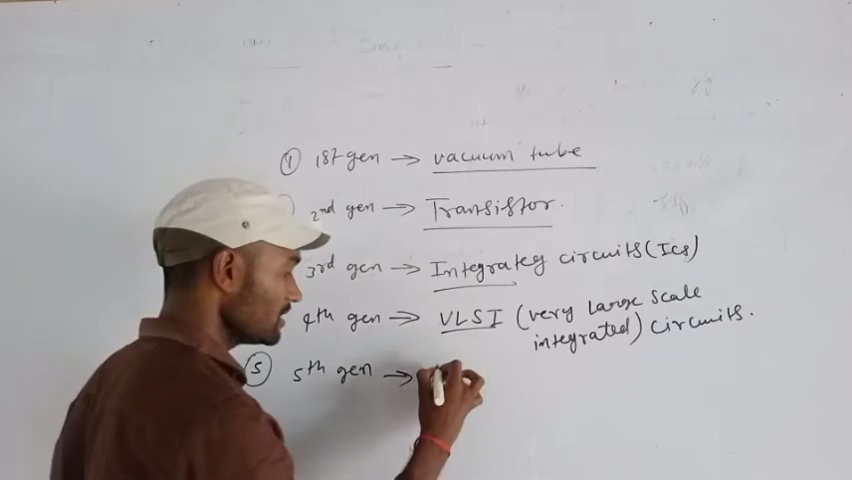 ① 1st gen → vacuum tube
2nd gen → Transistor.
3rd gen → Integrateg circuits (ICs)
4th gen → VLSI (very Large Scale
integrated) circuits.
⑤ 5th gen →